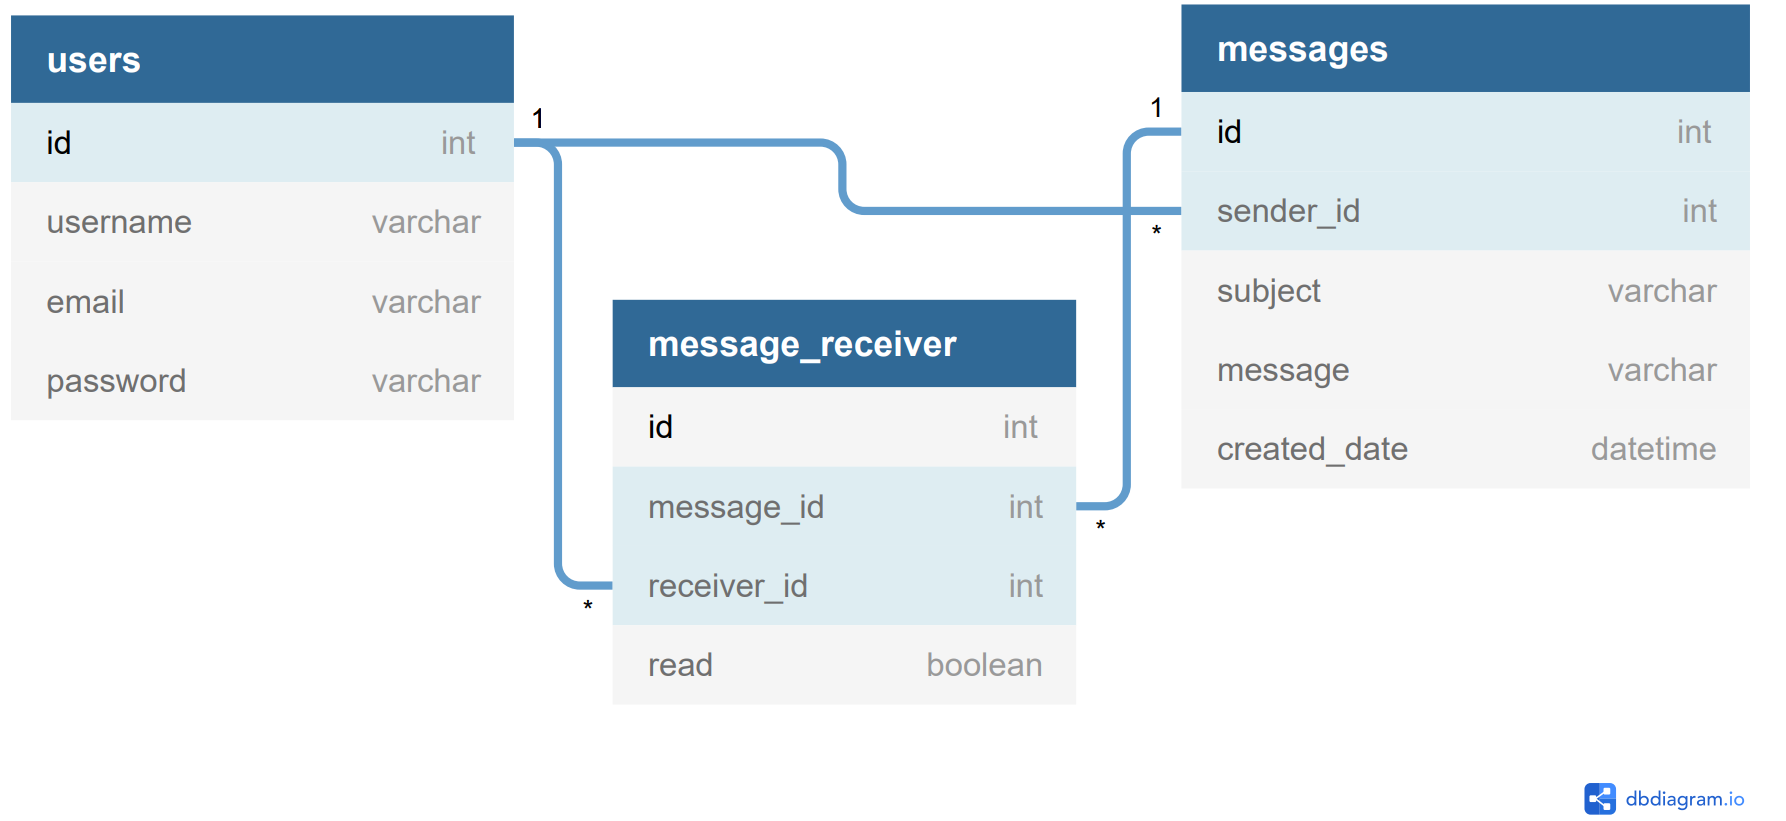 users
id int
username varchar
email varchar
password varchar
1
*
message_receiver
id int
message_id int
receiver_id int
read boolean
*
1
*
messages
id int
sender_id int
subject varchar
message varchar
created_date datetime
dbdiagram.io